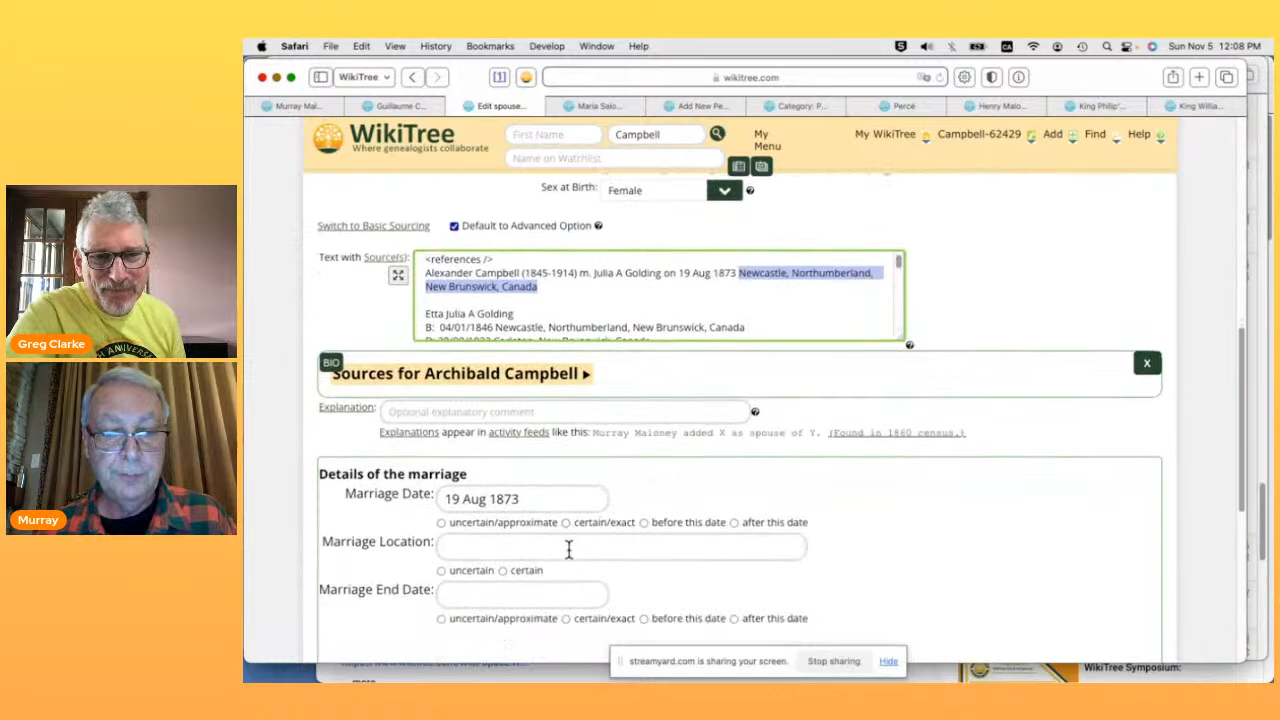 Safari File Edit View History Bookmarks Develop Window Help
CA
Sun Nov 5 12:08 PM
WikiTree
[1]
wikitree.com
Murray Mal...
Guillaume C...
Edit spouse...
Maria Salo...
Add New Pe...
Category: P...
Percé
Henry Malo...
King Philip'...
King Willia...
WikiTree
Where genealogists collaborate
First Name
Campbell
Name on Watchlist
My Menu
My WikiTree
Campbell-62429
Add
Find
Help
Sex at Birth: Female
Switch to Basic Sourcing
Default to Advanced Option
Text with Source(s):
<references />
Alexander Campbell (1845-1914) m. Julia A Golding on 19 Aug 1873 Newcastle, Northumberland,
New Brunswick, Canada
Etta Julia A Golding
B: 04/01/1846 Newcastle, Northumberland, New Brunswick, Canada
BIO
Sources for Archibald Campbell ▸
X
Explanation: Optional explanatory comment
Explanations appear in activity feeds like this: Murray Maloney added X as spouse of Y. (Found in 1860 census.)
Details of the marriage
Marriage Date: 19 Aug 1873
uncertain/approximate certain/exact before this date after this date
Marriage Location:
uncertain certain
Marriage End Date:
uncertain/approximate certain/exact before this date after this date
streamyard.com is sharing your screen. Stop sharing Hide
more
WikiTree Symposium:
Greg Clarke
Murray